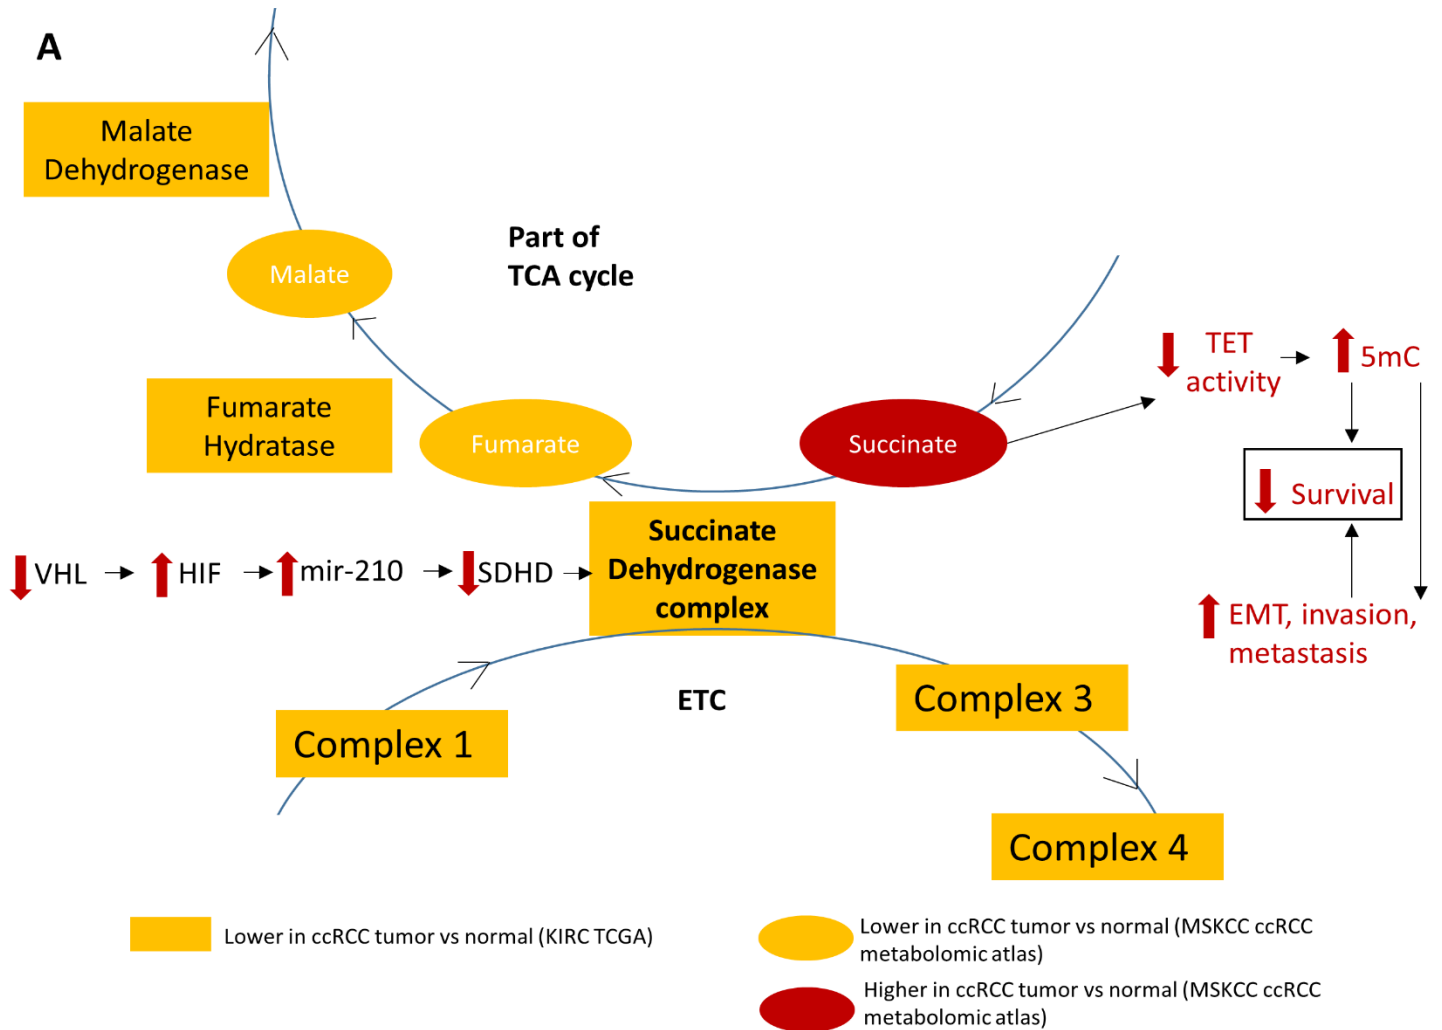 A
Malate
Dehydrogenase
Malate
Part of
TCA cycle
Fumarate
Hydratase
Fumarate
Succinate
TET
activity
5mC
Survival
EMT, invasion,
metastasis
VHL
HIF
mir-210
SDHD
Succinate
Dehydrogenase
complex
ETC
Complex 1
Complex 3
Complex 4
Lower in ccRCC tumor vs normal (KIRC TCGA)
Lower in ccRCC tumor vs normal (MSKCC ccRCC
metabolomic atlas)
Higher in ccRCC tumor vs normal (MSKCC ccRCC
metabolomic atlas)